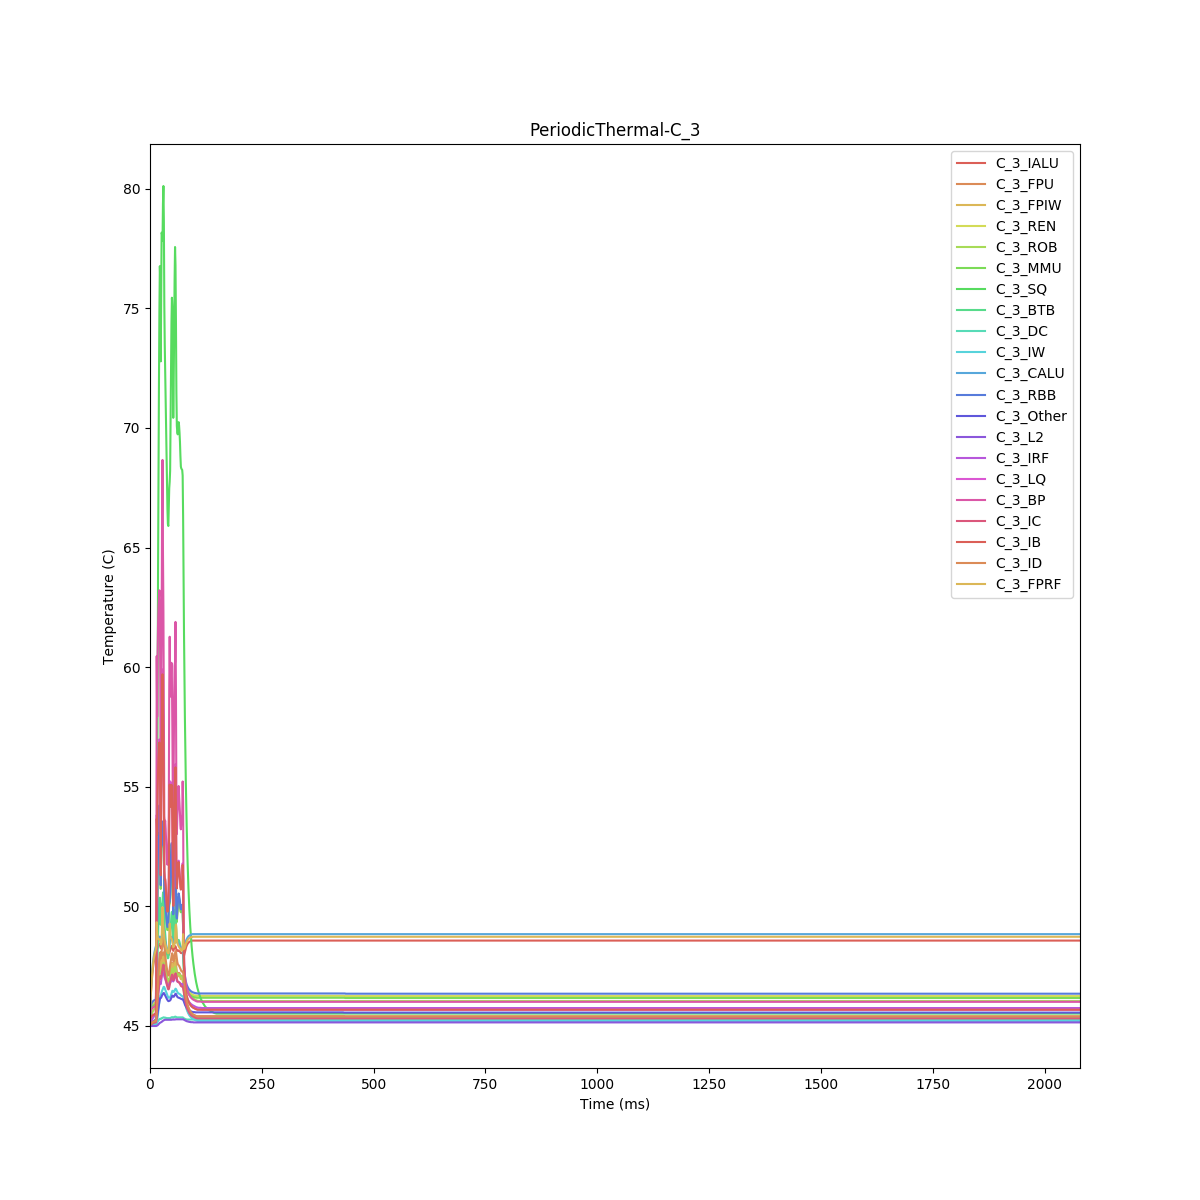 PeriodicThermal-C_3
C_3_IALU
C_3_FPU
C_3_FPIW
C_3_REN
C_3_ROB
C_3_MMU
C_3_SQ
C_3_BTB
C_3_DC
C_3_IW
C_3_CALU
C_3_RBB
C_3_Other
C_3_L2
C_3_IRF
C_3_LQ
C_3_BP
C_3_IC
C_3_IB
C_3_ID
C_3_FPRF
80
75
70
65
60
55
50
45
Temperature (C)
0 250 500 750 1000 1250 1500 1750 2000
Time (ms)